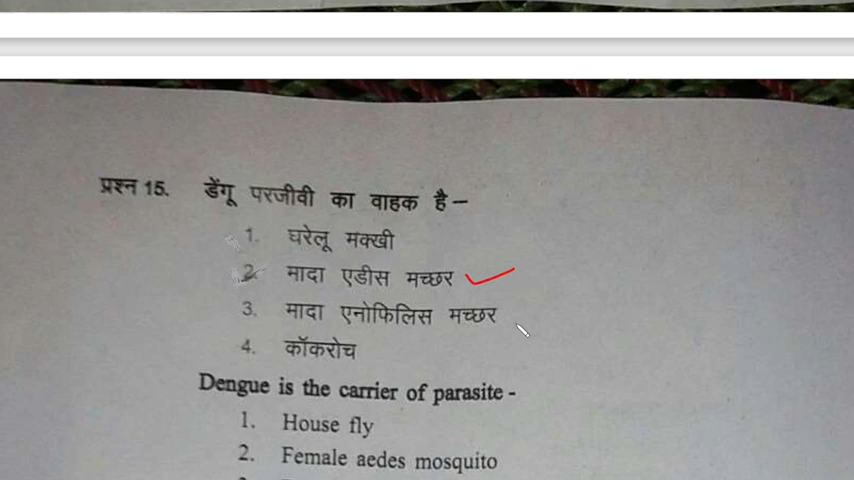 प्रश्न 15. डेंगू परजीवी का वाहक है –
1. घरेलू मक्खी
2. मादा एडीस मच्छर
3. मादा एनोफिलिस मच्छर
4. कॉकरोच
Dengue is the carrier of parasite -
1. House fly
2. Female aedes mosquito